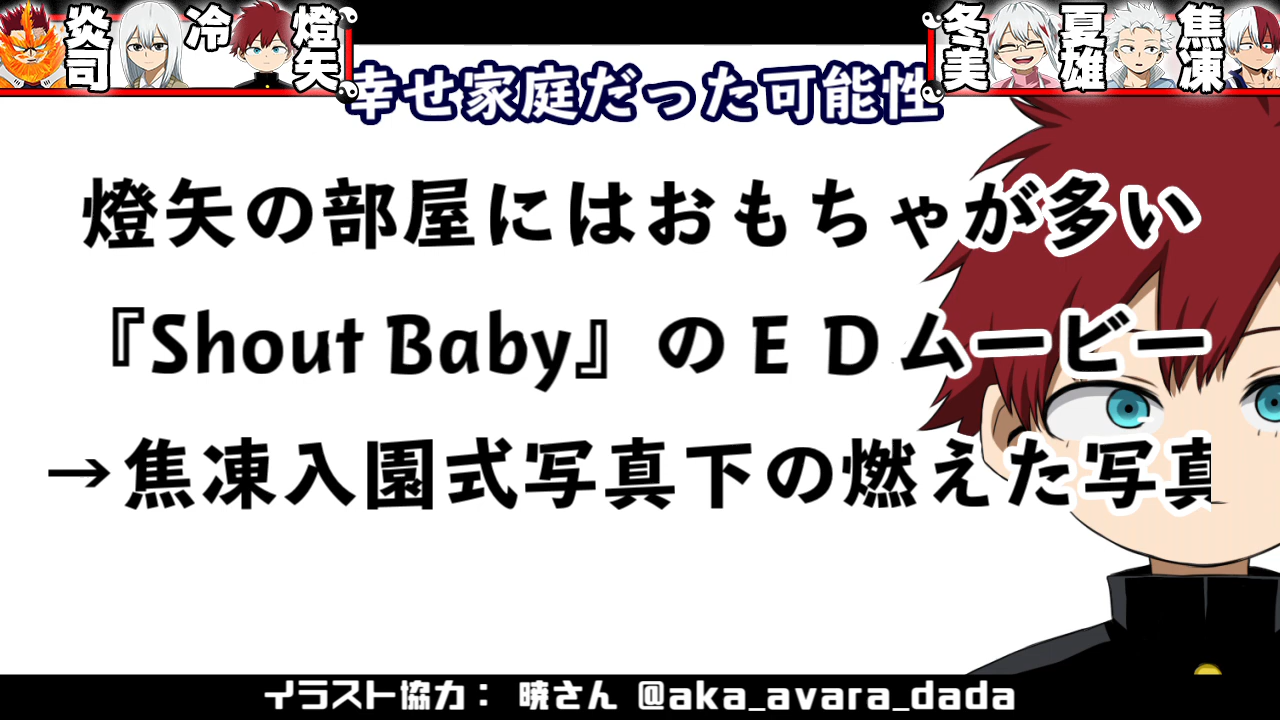 炎司
冷
燈矢
冬美
夏雄
焦凍
幸せ家庭だった可能性
燈矢の部屋にはおもちゃが多い
『Shout Baby』のＥＤムービー
→焦凍入園式写真下の燃えた写真
イラスト協力： 暁さん @aka_avara_dada